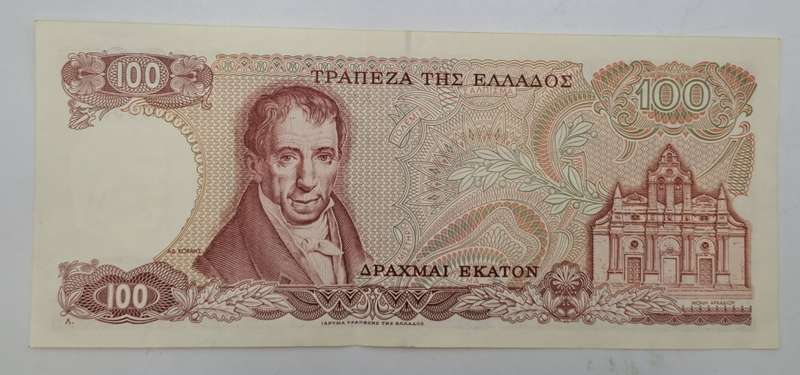 100
ΤΡΑΠΕΖΑ ΤΗΣ ΕΛΛΑΔΟΣ
100
ΑΔ. ΚΟΡΑΗΣ
ΔΡΑΧΜΑΙ ΕΚΑΤΟΝ
100
ΜΟΝΗ ΑΡΚΑΔΙΟΥ
Λ.
ΙΔΡΥΜΑ ΤΡΑΠΕΖΗΣ ΤΗΣ ΕΛΛΑΔΟΣ